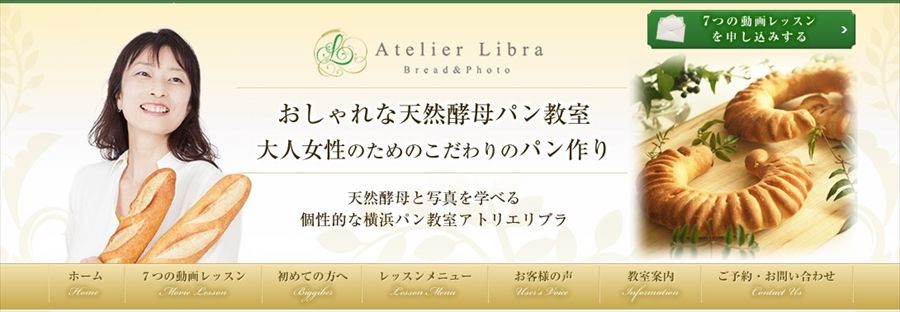 7つの動画レッスン
を申し込みする
Atelier Libra
Bread&Photo
おしゃれな天然酵母パン教室
大人女性のためのこだわりのパン作り
天然酵母と写真を学べる
個性的な横浜パン教室アトリエリブラ
ホーム
Home
7つの動画レッスン
Movie Lesson
初めての方へ
Bigginer
レッスンメニュー
Lesson Menu
お客様の声
User's Voice
教室案内
Information
ご予約・お問い合わせ
Contact Us